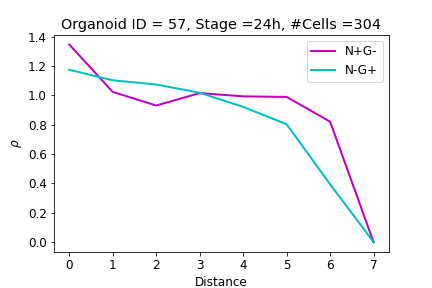 Organoid ID = 57, Stage =24h, #Cells =304
1.4
1.2
1.0
0.8
0.6
0.4
0.2
0.0
ρ
N+G-
N-G+
0 1 2 3 4 5 6 7
Distance